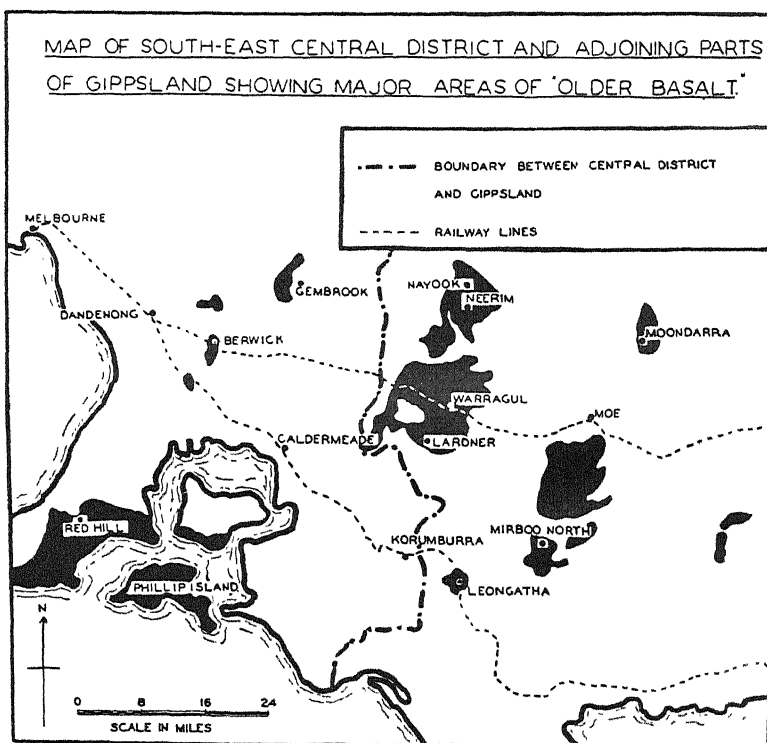 MAP OF SOUTH-EAST CENTRAL DISTRICT AND ADJOINING PARTS
OF GIPPSLAND SHOWING MAJOR AREAS OF "OLDER BASALT."
BOUNDARY BETWEEN CENTRAL DISTRICT
AND GIPPSLAND
RAILWAY LINES
MELBOURNE
GEMBROOK
NAYOOK
NEERIM
DANDENONG
BERWICK
MOONDARRA
WARRAGUL
MOE
CALDERMEADE
LARDNER
RED HILL
KORUMBURRA
MIRBOO NORTH
PHILLIP ISLAND
LEONGATHA
N
0 8 16 24
SCALE IN MILES